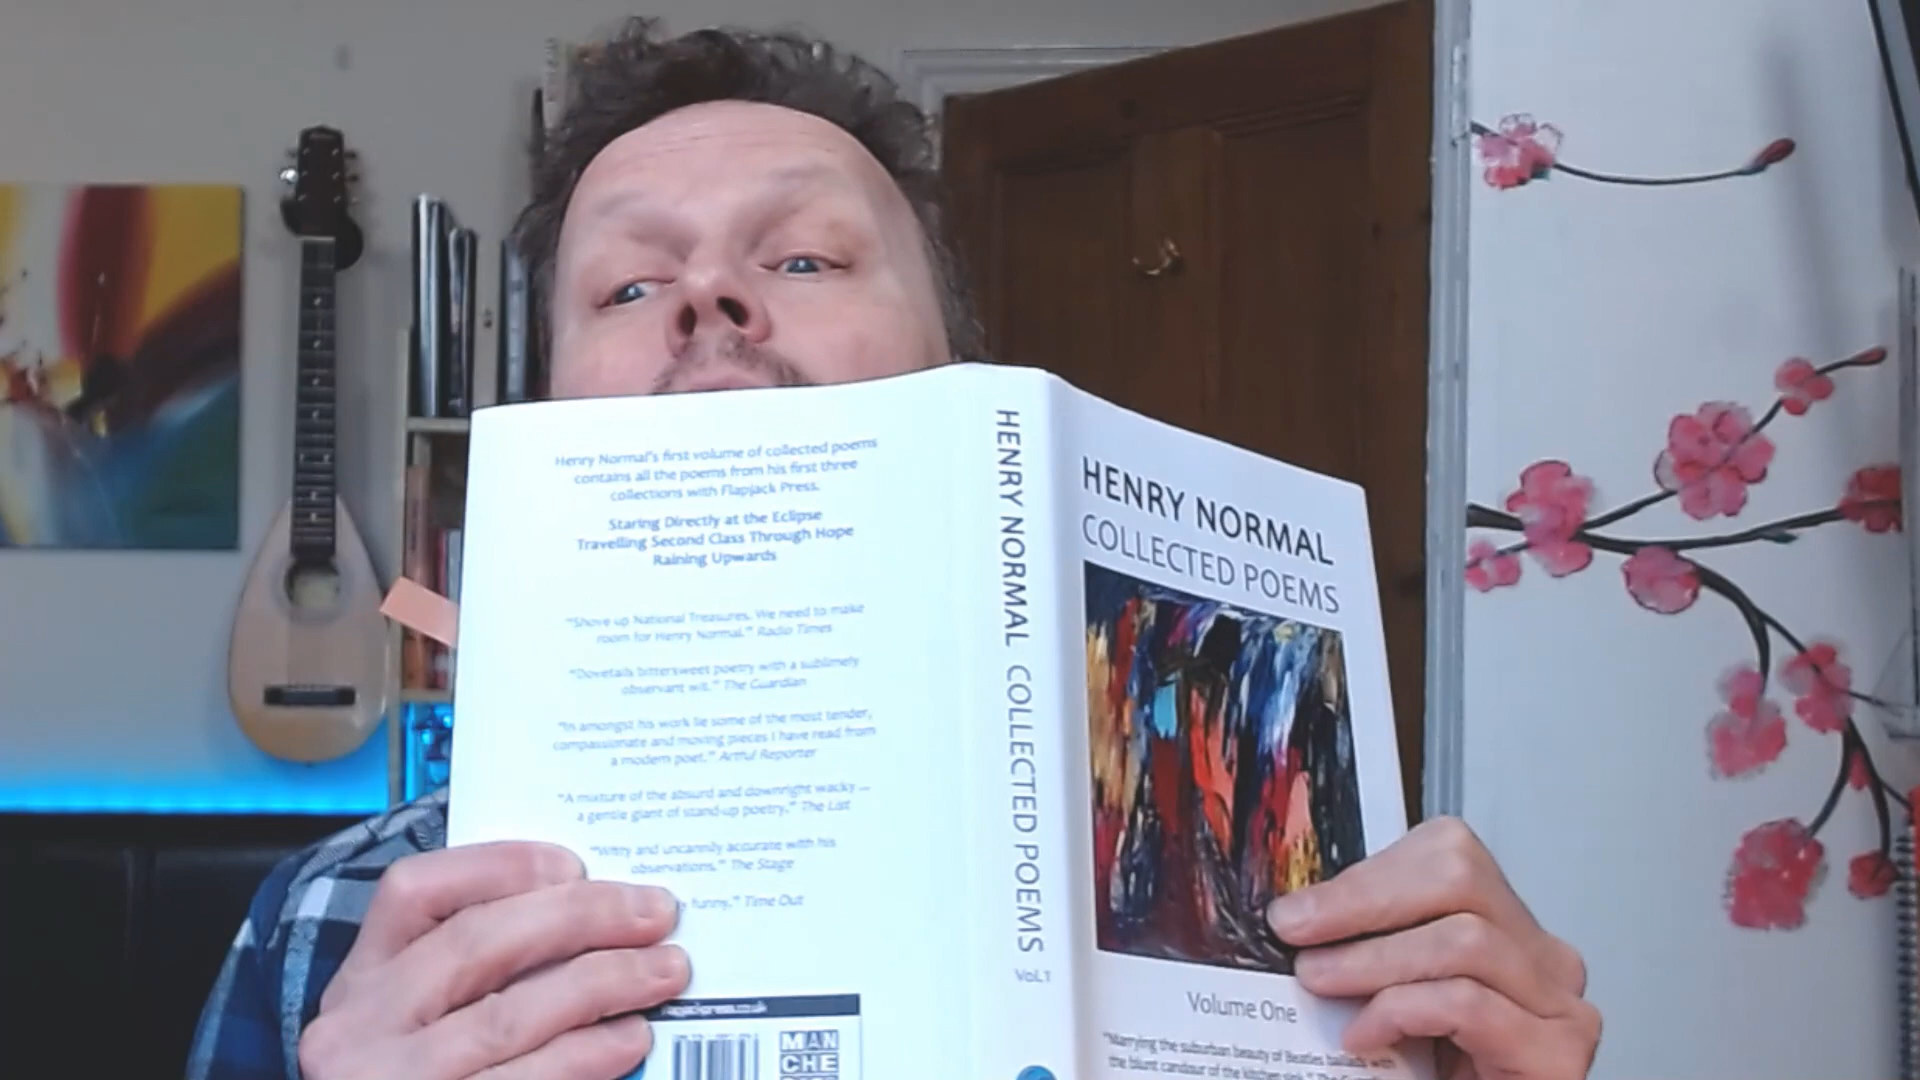 Henry Normal's first volume of collected poems
contains all the poems from his first three
collections with Flapjack Press.
Staring Directly at the Eclipse
Travelling Second Class Through Hope
Raining Upwards
"Shove up National Treasures. We need to make
room for Henry Normal." Radio Times
"Dovetails bittersweet poetry with a sublimely
observant wit." The Guardian
"In amongst his work lie some of the most tender,
compassionate and moving pieces I have read from
a modern poet." Artful Reporter
"A mixture of the absurd and downright wacky –
a gentle giant of stand-up poetry." The List
"Witty and uncannily accurate with his
observations." The Stage
funny." Time Out
MAN
CHE
HENRY NORMAL COLLECTED POEMS
VOL.1
HENRY NORMAL
COLLECTED POEMS
Volume One
"Marrying the suburban beauty of Beatles ballads with
the blunt candour of the kitchen sink." The